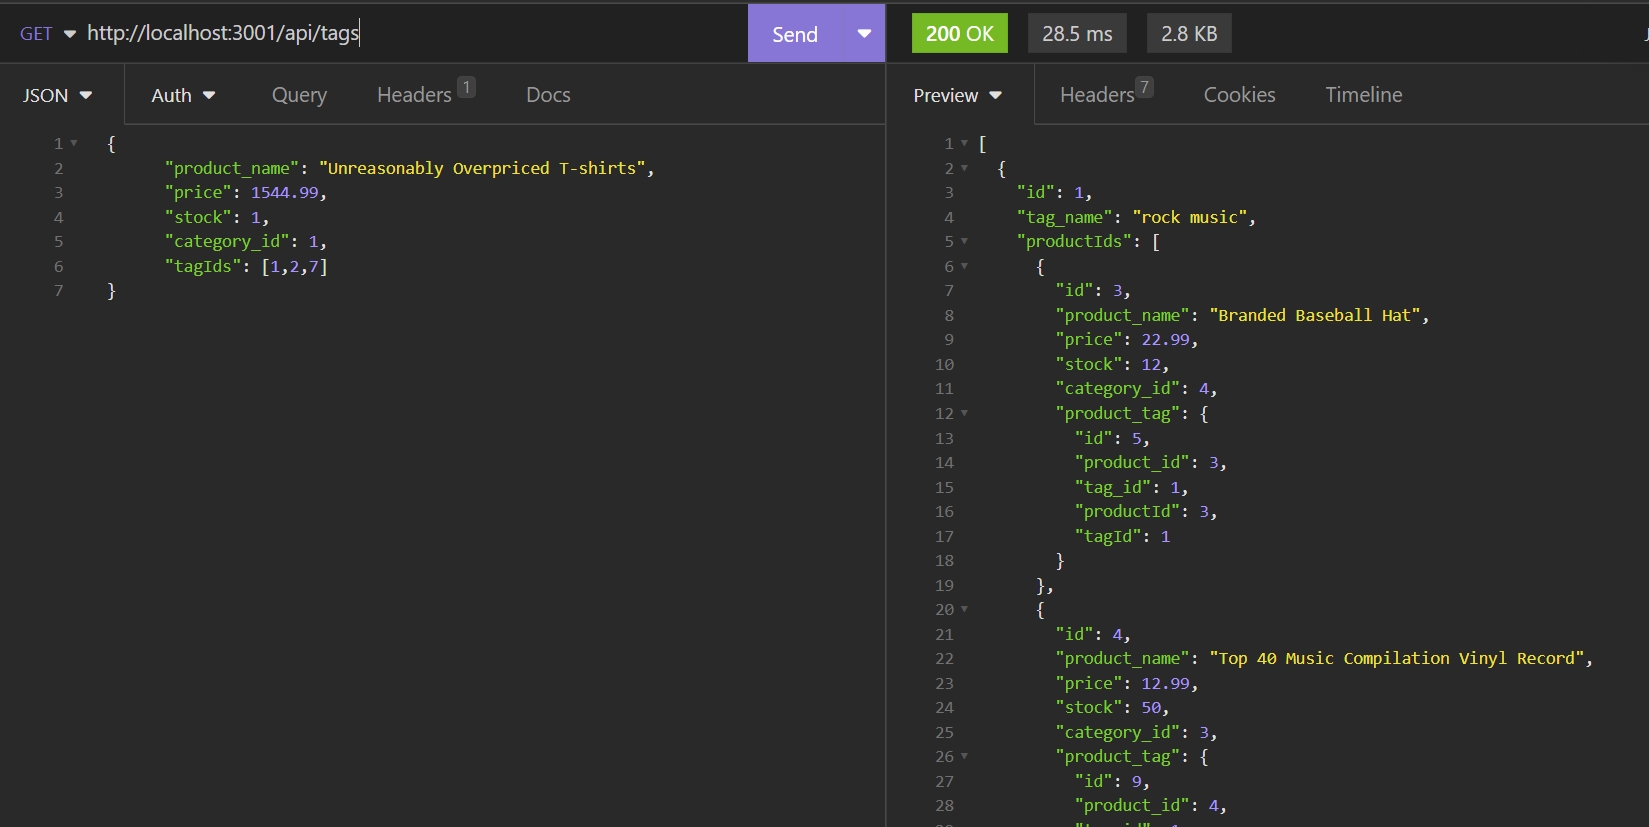 GET http://localhost:3001/api/tags Send 200 OK 28.5 ms 2.8 KB
JSON Auth Query Headers 1 Docs Preview Headers 7 Cookies Timeline
1 {
2 "product_name": "Unreasonably Overpriced T-shirts",
3 "price": 1544.99,
4 "stock": 1,
5 "category_id": 1,
6 "tagIds": [1,2,7]
7 }
1 [
2 {
3 "id": 1,
4 "tag_name": "rock music",
5 "productIds": [
6 {
7 "id": 3,
8 "product_name": "Branded Baseball Hat",
9 "price": 22.99,
10 "stock": 12,
11 "category_id": 4,
12 "product_tag": {
13 "id": 5,
14 "product_id": 3,
15 "tag_id": 1,
16 "productId": 3,
17 "tagId": 1
18 }
19 },
20 {
21 "id": 4,
22 "product_name": "Top 40 Music Compilation Vinyl Record",
23 "price": 12.99,
24 "stock": 50,
25 "category_id": 3,
26 "product_tag": {
27 "id": 9,
28 "product_id": 4,